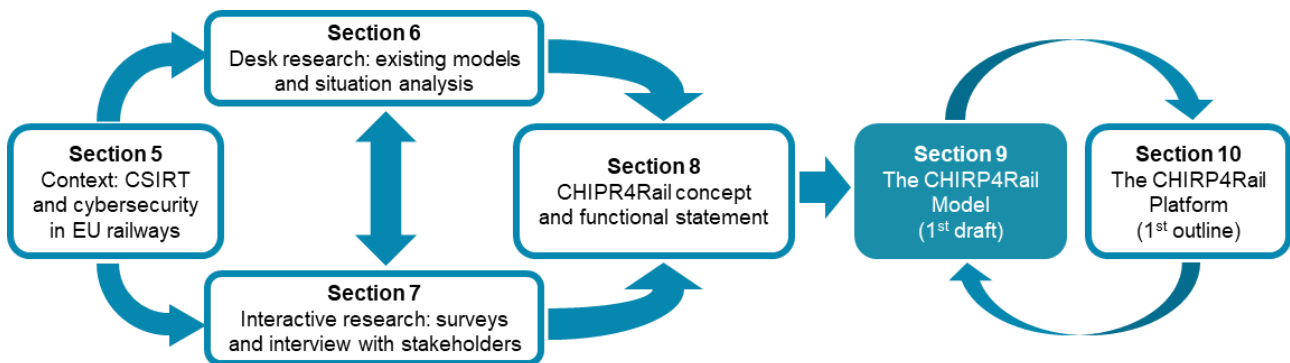 Section 5
Context: CSIRT
and cybersecurity
in EU railways
Section 6
Desk research: existing models
and situation analysis
Section 7
Interactive research: surveys
and interview with stakeholders
Section 8
CHIPR4Rail concept
and functional statement
Section 9
The CHIRP4Rail
Model
(1st draft)
Section 10
The CHIRP4Rail
Platform
(1st outline)